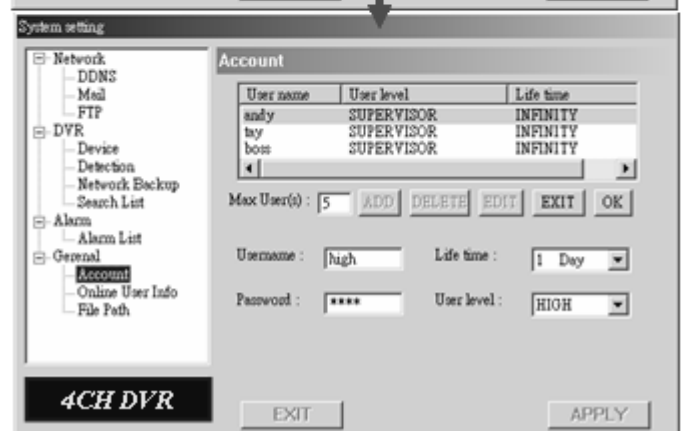 System setting
Network
DDNS
Mail
FTP
DVR
Device
Detection
Network Backup
Search List
Alarm
Alarm List
Gerenal
Account
Online User Info
File Path
4CH DVR
Account
User name User level Life time
andy SUPERVISOR INFINITY
tay SUPERVISOR INFINITY
boss SUPERVISOR INFINITY
Max User(s) : 5 ADD DELETE EDIT EXIT OK
Username : high Life time : 1 Day
Password : **** User level : HIGH
EXIT APPLY